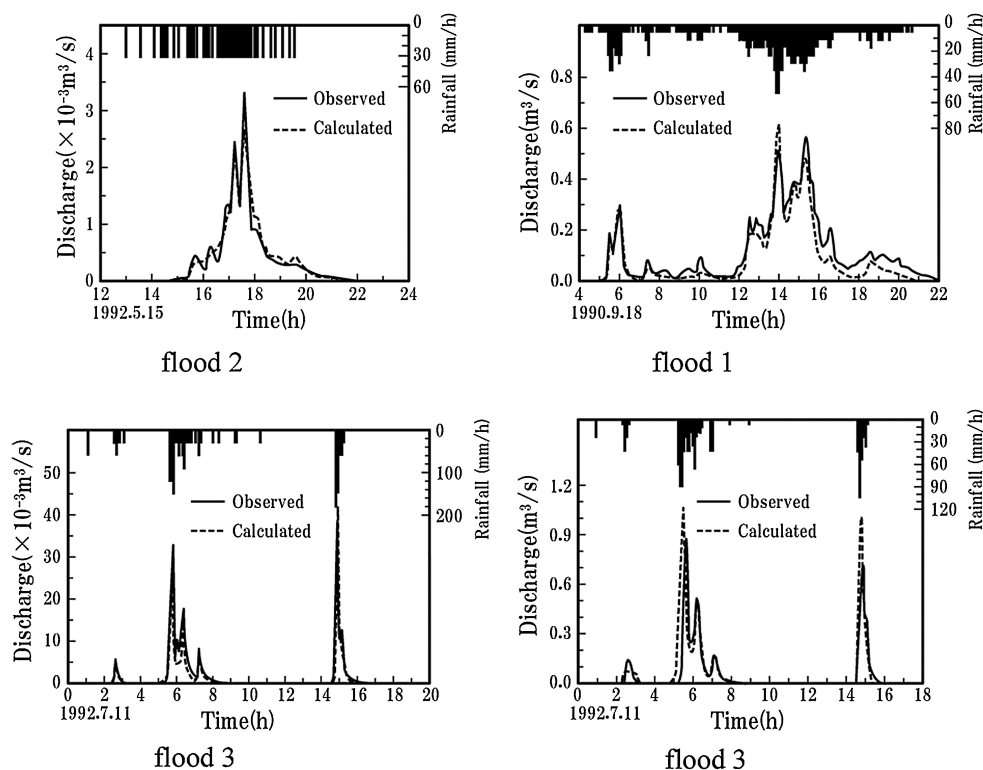 4
3
2
1
0
Discharge(×10⁻³m³/s)
0
30
60
Rainfall (mm/h)
Observed
Calculated
12 14 16 18 20 22 24
1992.5.15
Time(h)
flood 2
0.8
0.6
0.4
0.2
0.0
Discharge(m³/s)
0
20
40
60
80
Rainfall (mm/h)
Observed
Calculated
4 6 8 10 12 14 16 18 20 22
1990.9.18
Time(h)
flood 1
50
40
30
20
10
0
Discharge(×10⁻³m³/s)
0
100
200
Rainfall (mm/h)
Observed
Calculated
0 2 4 6 8 10 12 14 16 18 20
1992.7.11
Time(h)
flood 3
1.2
0.9
0.6
0.3
0.0
Discharge(m³/s)
0
30
60
90
120
Rainfall (mm/h)
Observed
Calculated
0 2 4 6 8 10 12 14 16 18
1992.7.11
Time(h)
flood 3